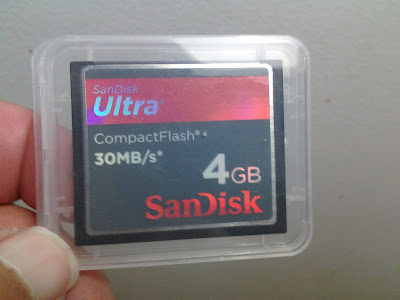 SanDisk
Ultra®
CompactFlash®
30MB/s*
4GB
SanDisk